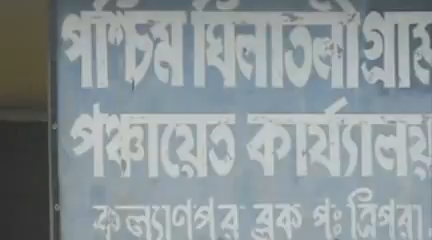 পশ্চিম ঘিলাতলী গ্রাম
পঞ্চায়েত কার্য্যালয়
কল্যাণপুর ব্লক পঃ ত্রিপুরা